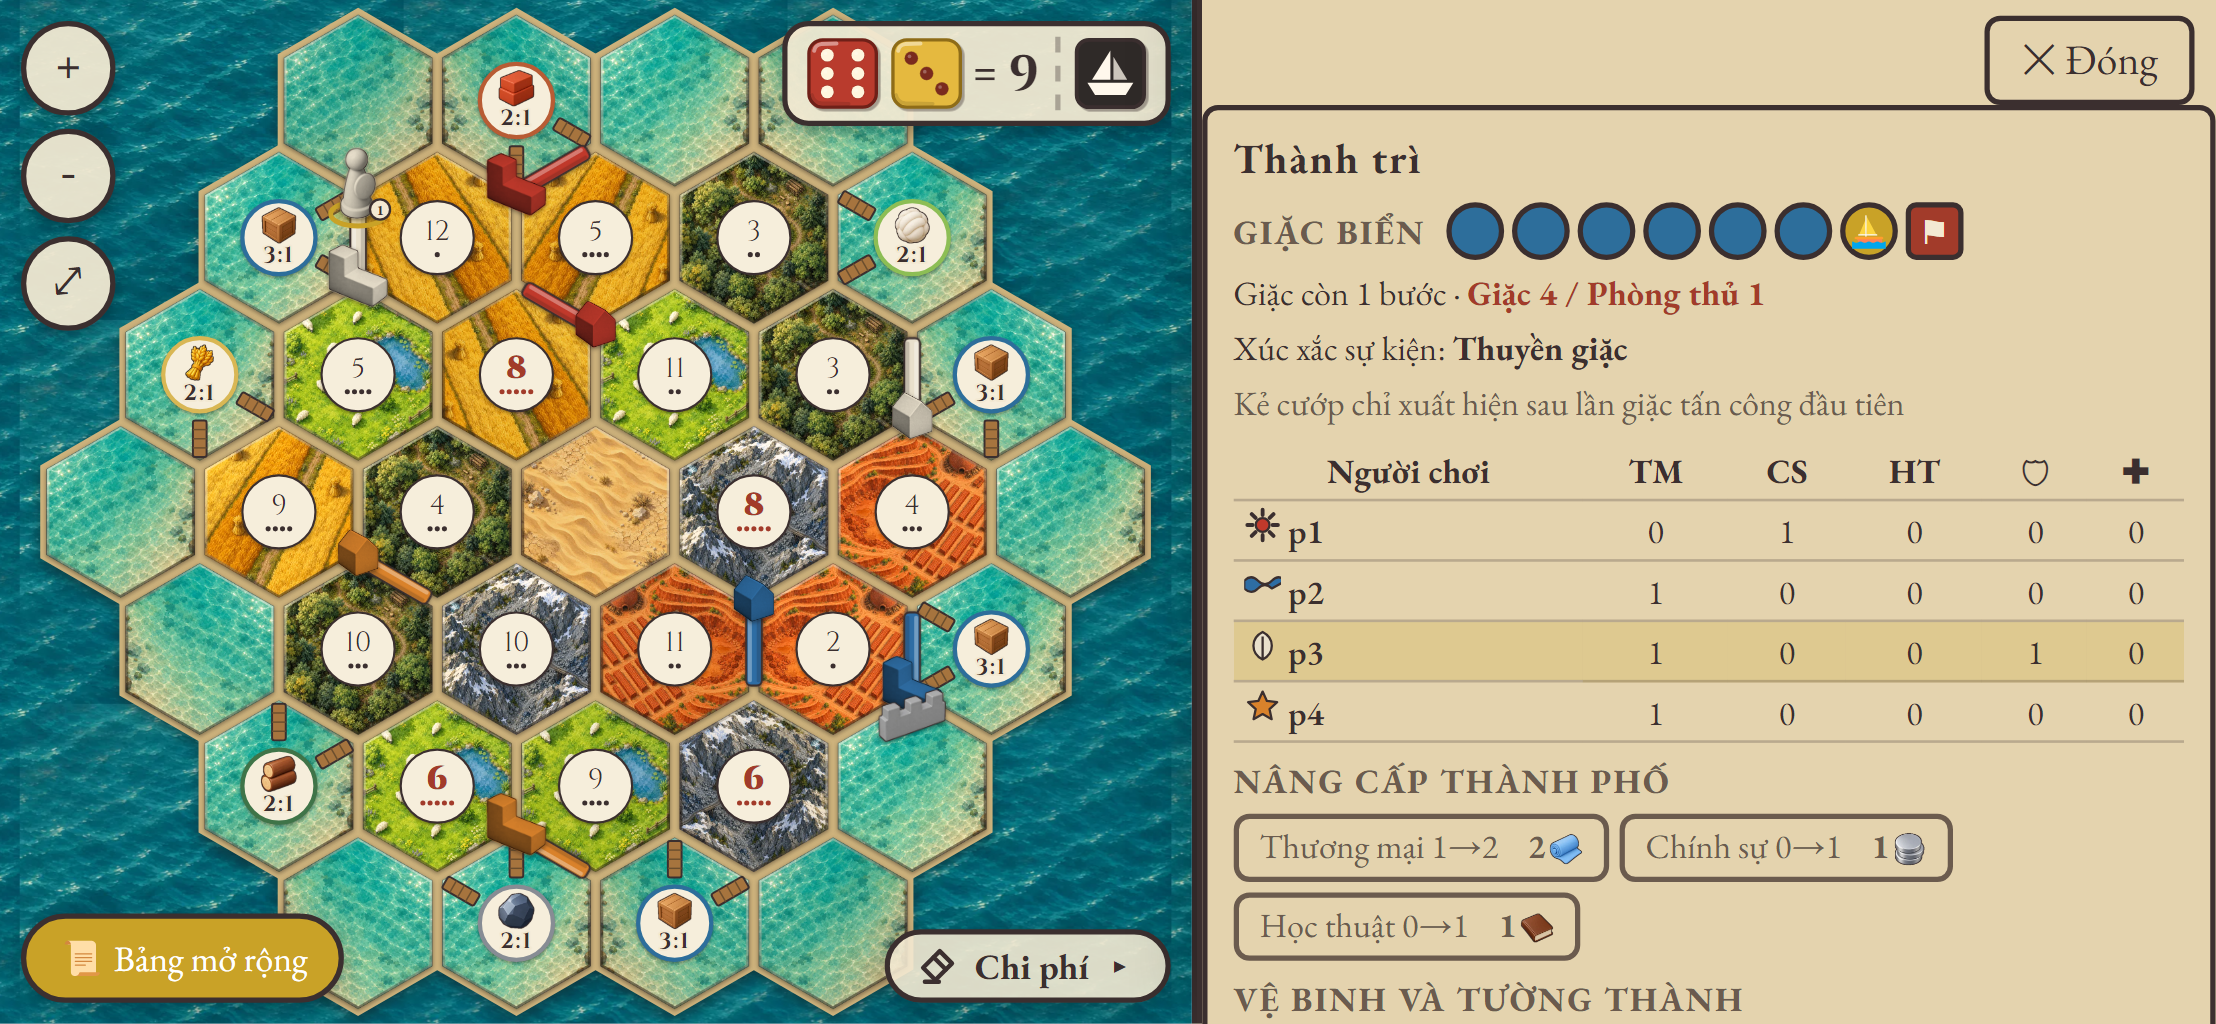 +
-
= 9
2:1
3:1
1
12
5
3
2:1
2:1
5
8
11
3
3:1
9
4
8
4
10
10
11
2
3:1
2:1
6
9
6
2:1
3:1
Bảng mở rộng
Chi phí
Đóng
Thành trì
GIẶC BIỂN
Giặc còn 1 bước · Giặc 4 / Phòng thủ 1
Xúc xắc sự kiện: Thuyền giặc
Kẻ cướp chỉ xuất hiện sau lần giặc tấn công đầu tiên
Người chơi TM CS HT
p1 0 1 0 0 0
p2 1 0 0 0 0
p3 1 0 0 1 0
p4 1 0 0 0 0
NÂNG CẤP THÀNH PHỐ
Thương mại 1→2 2 Chính sự 0→1 1
Học thuật 0→1 1
VỆ BINH VÀ TƯỜNG THÀNH